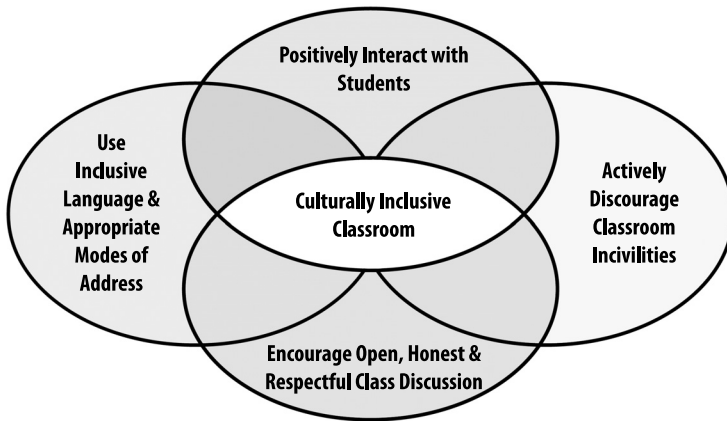 Positively Interact with
Students
Use
Inclusive
Language &
Appropriate
Modes of
Address
Culturally Inclusive
Classroom
Actively
Discourage
Classroom
Incivilities
Encourage Open, Honest &
Respectful Class Discussion